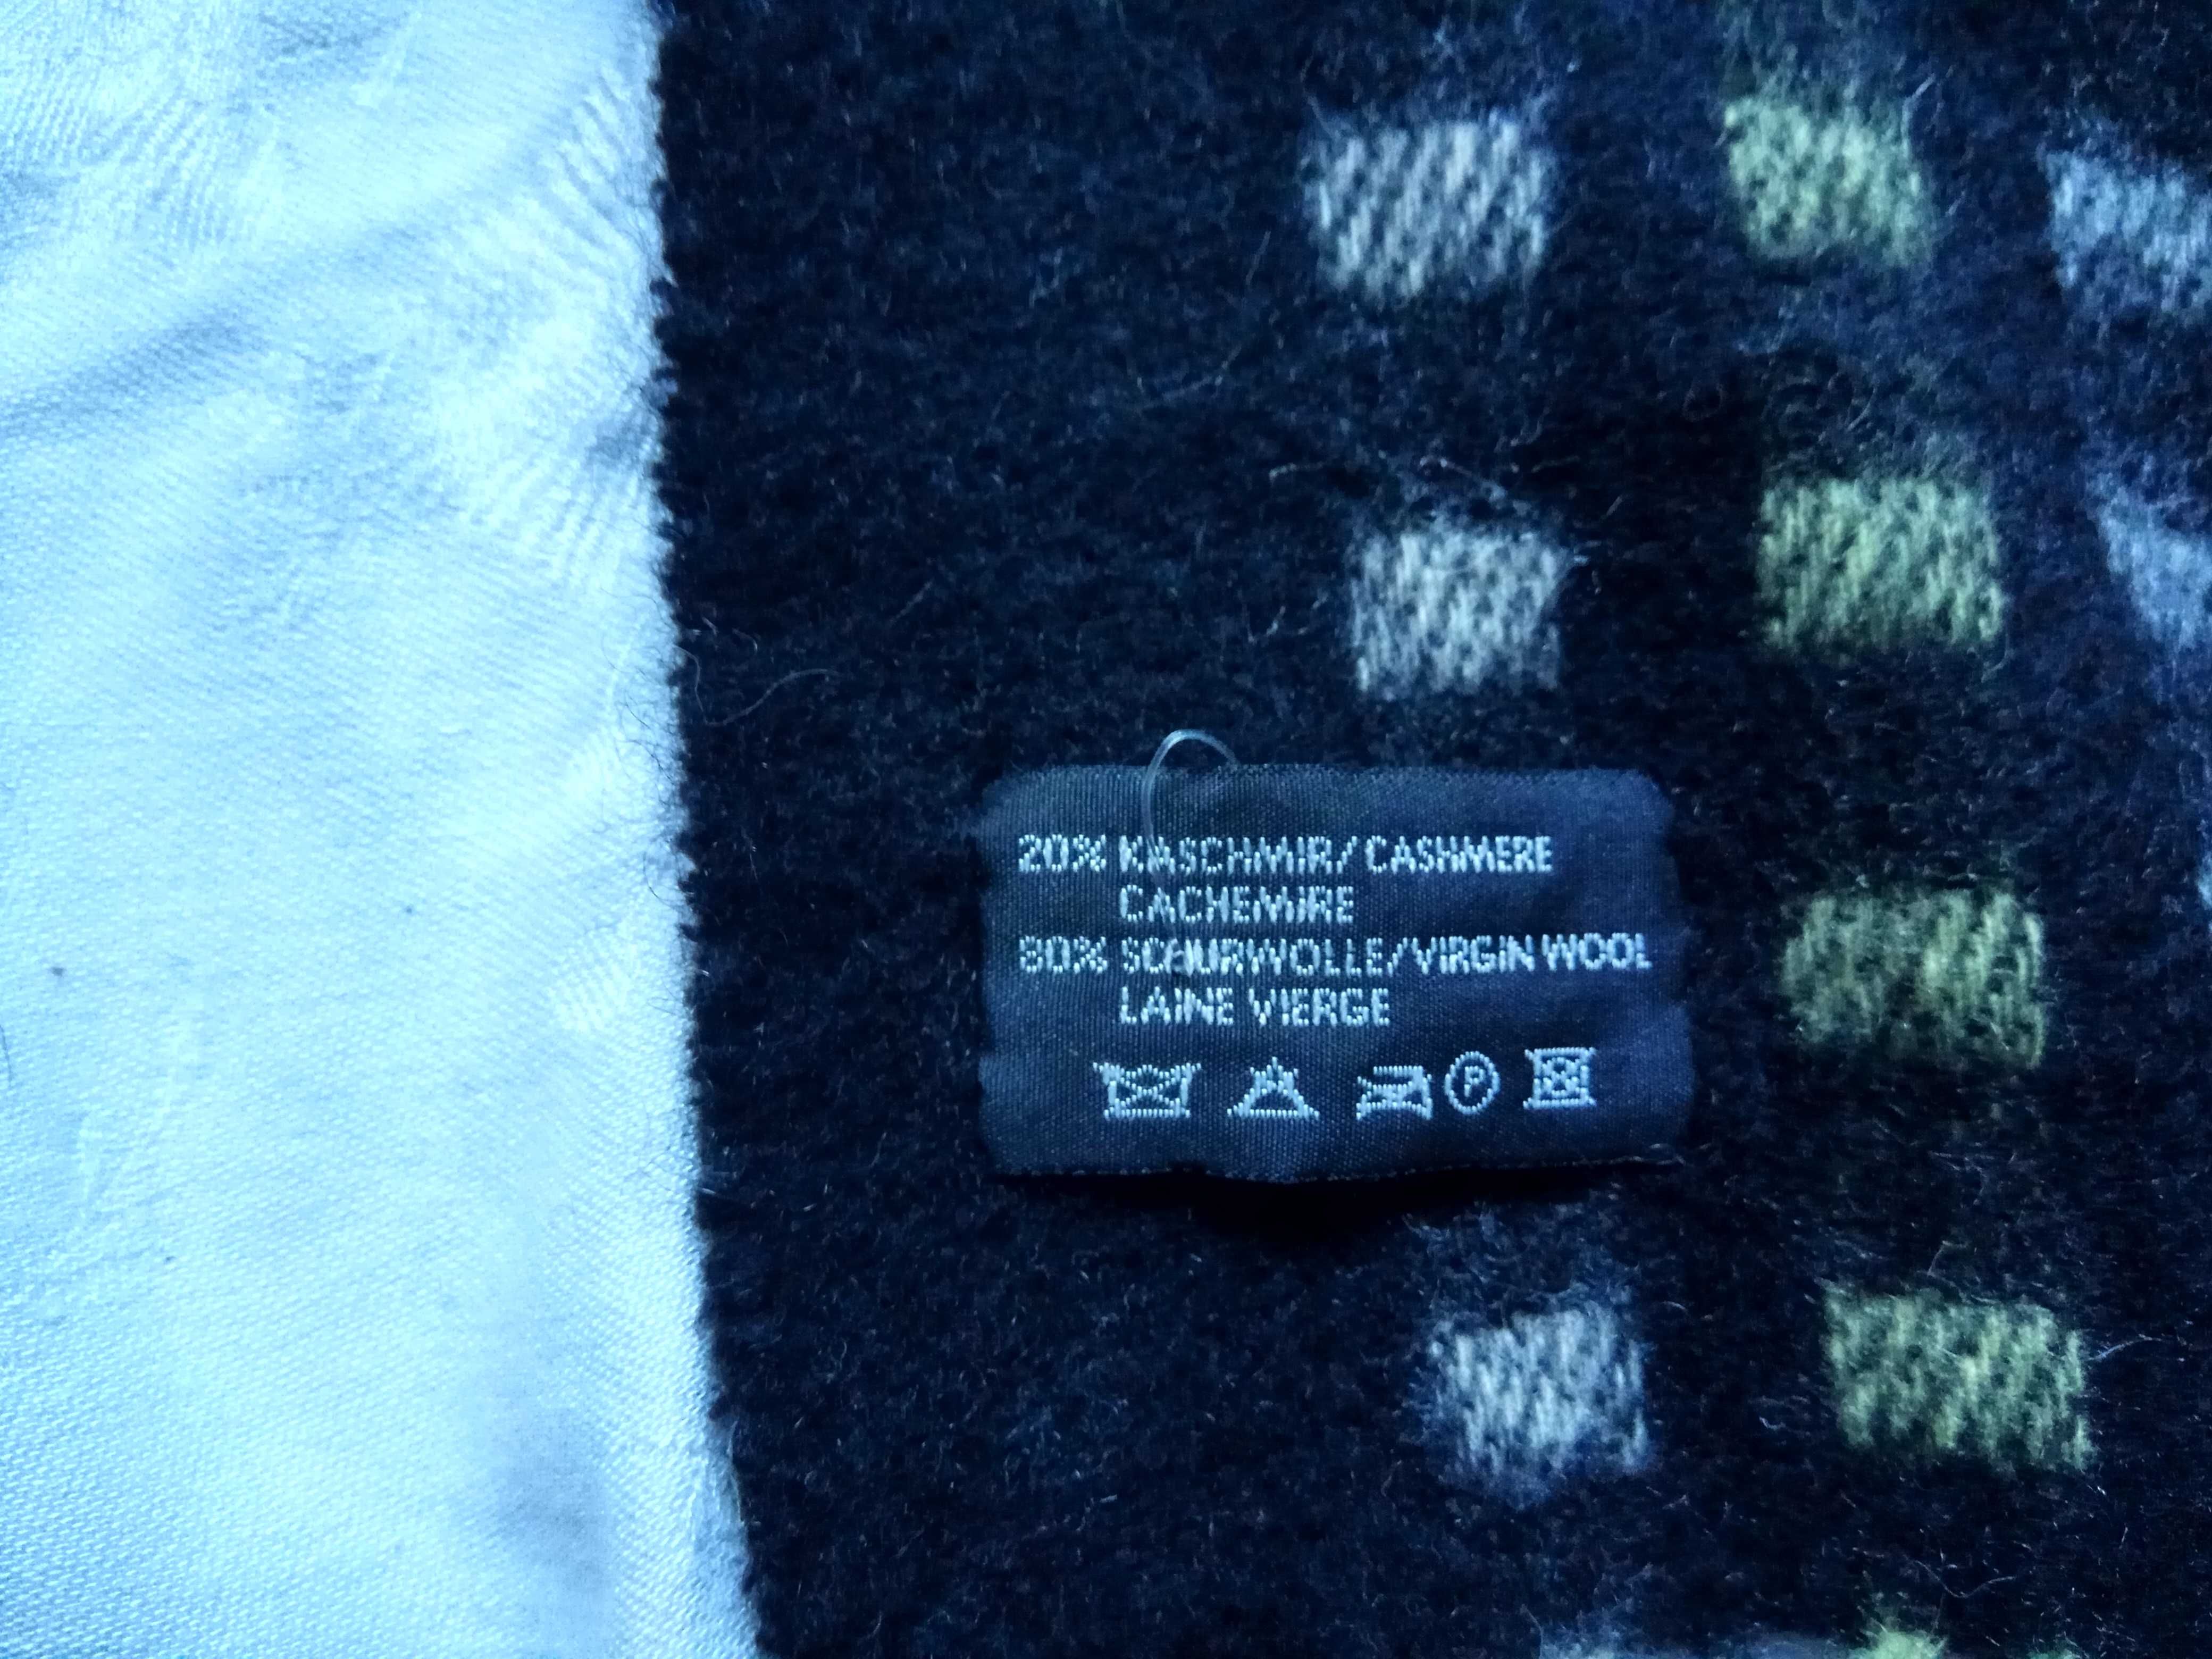 20% KASCHMIR/CASHMERE
CACHEMIRE
80% SCHURWOLLE/VIRGIN WOOL
LAINE VIERGE
P